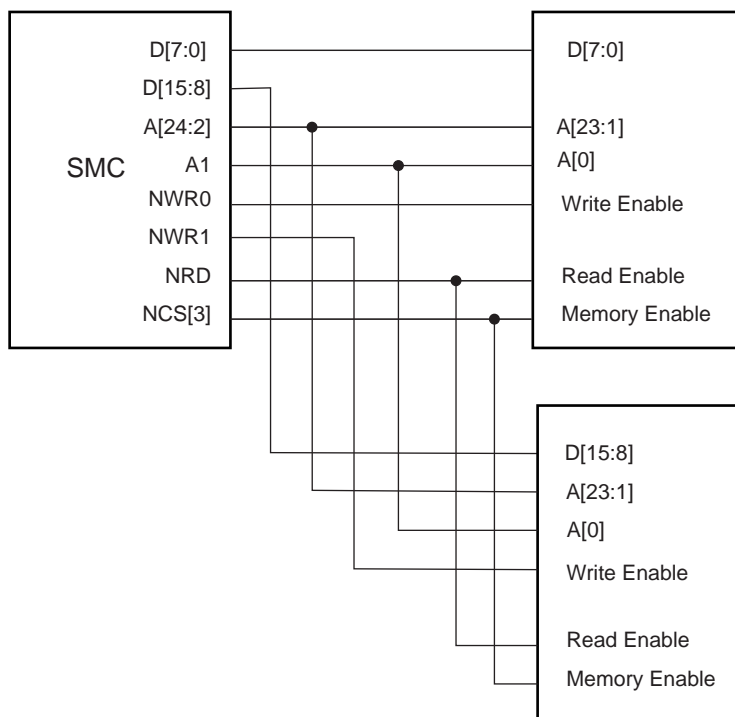 D[7:0]
D[15:8]
A[24:2]
SMC
A1
NWR0
NWR1
NRD
NCS[3]
D[7:0]
A[23:1]
A[0]
Write Enable
Read Enable
Memory Enable
D[15:8]
A[23:1]
A[0]
Write Enable
Read Enable
Memory Enable